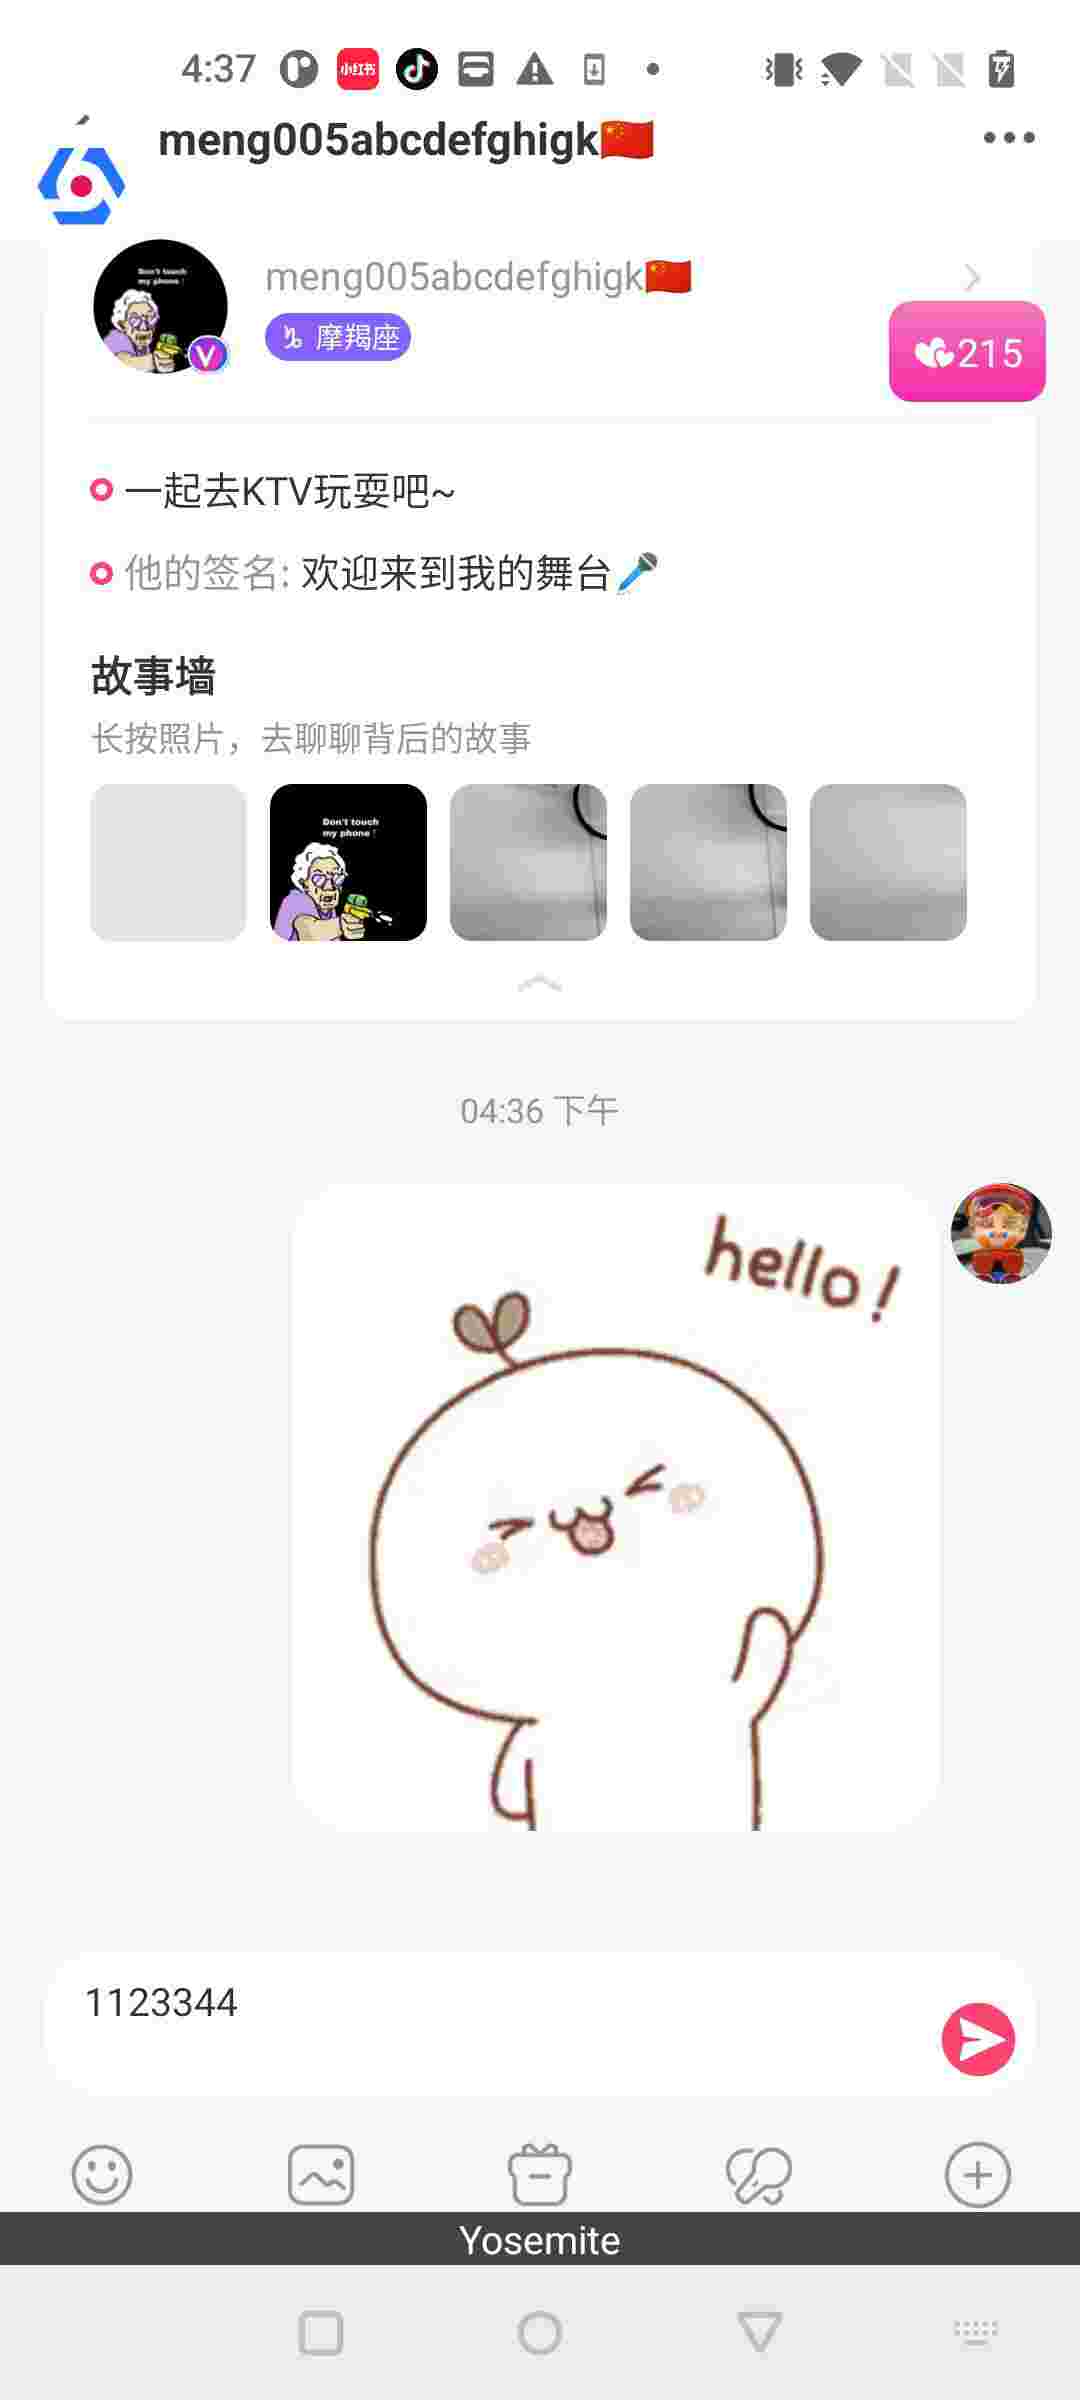 4:37
小红书
meng005abcdefghigk🇨🇳
Don't touch
my phone !
meng005abcdefghigk🇨🇳
V
摩羯座
215
一起去KTV玩耍吧~
他的签名: 欢迎来到我的舞台🎤
故事墙
长按照片，去聊聊背后的故事
Don't touch
my phone !
04:36 下午
hello!
1123344
Yosemite